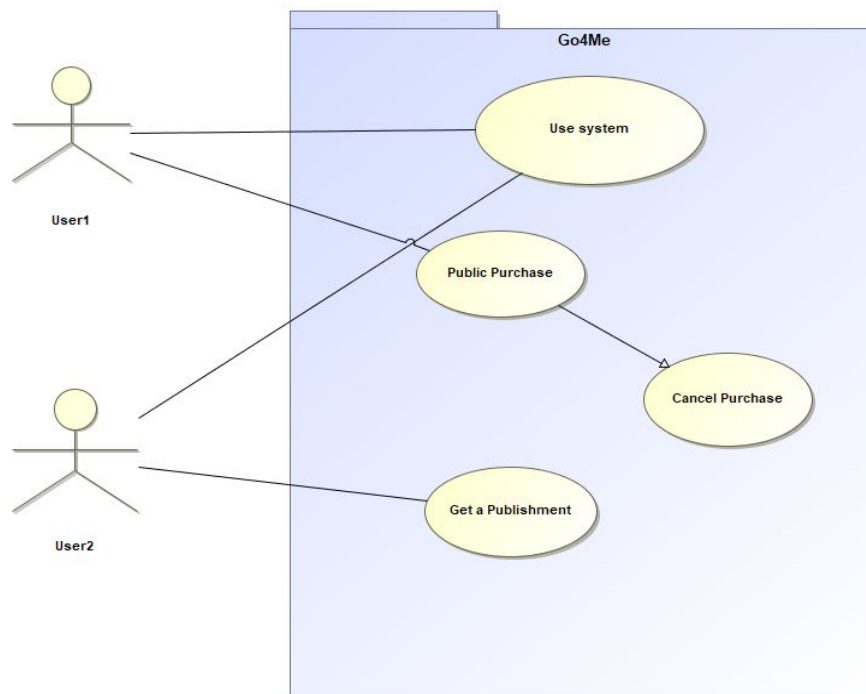 Go4Me
Use system
User1
Public Purchase
Cancel Purchase
Get a Publishment
User2